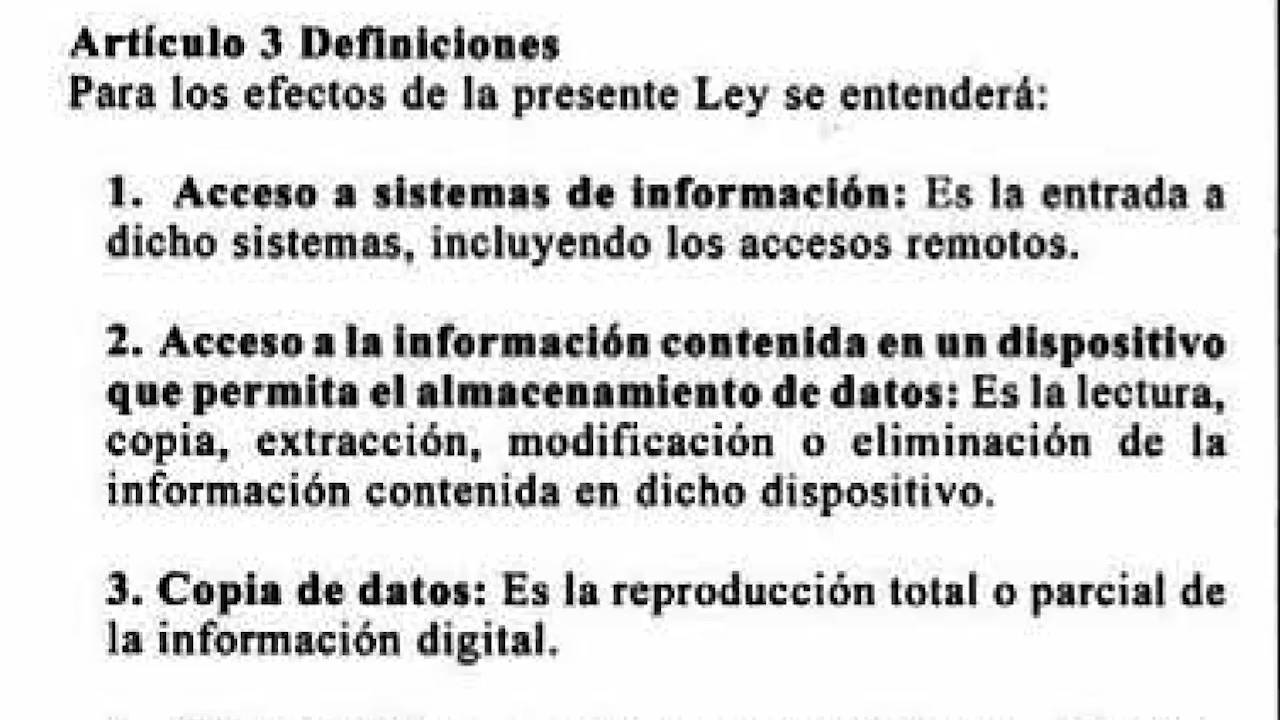 Artículo 3 Definiciones
Para los efectos de la presente Ley se entenderá:
1. Acceso a sistemas de información: Es la entrada a
dicho sistemas, incluyendo los accesos remotos.
2. Acceso a la información contenida en un dispositivo
que permita el almacenamiento de datos: Es la lectura,
copia, extracción, modificación o eliminación de la
información contenida en dicho dispositivo.
3. Copia de datos: Es la reproducción total o parcial de
la información digital.